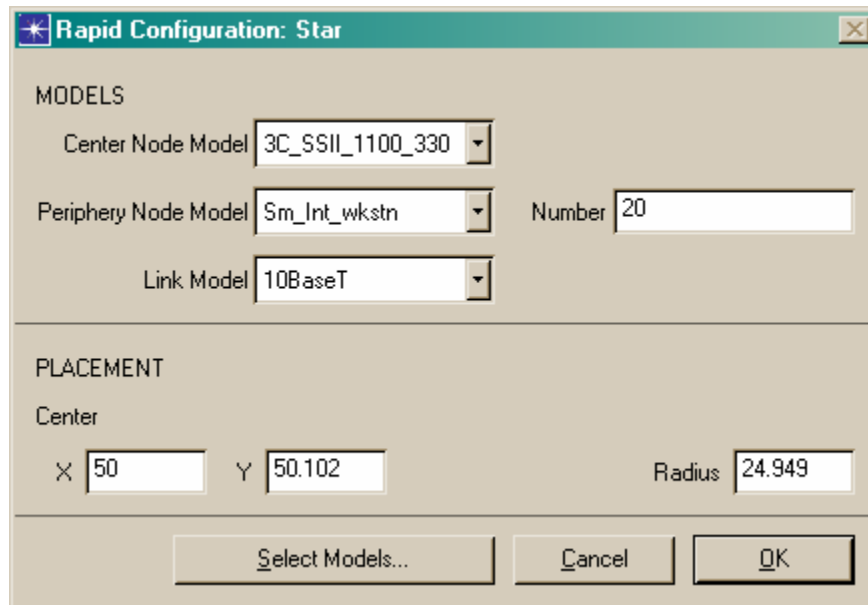 Rapid Configuration: Star
MODELS
Center Node Model 3C_SSII_1100_330
Periphery Node Model Sm_Int_wkstn Number 20
Link Model 10BaseT
PLACEMENT
Center
X 50 Y 50.102 Radius 24.949
Select Models... Cancel OK